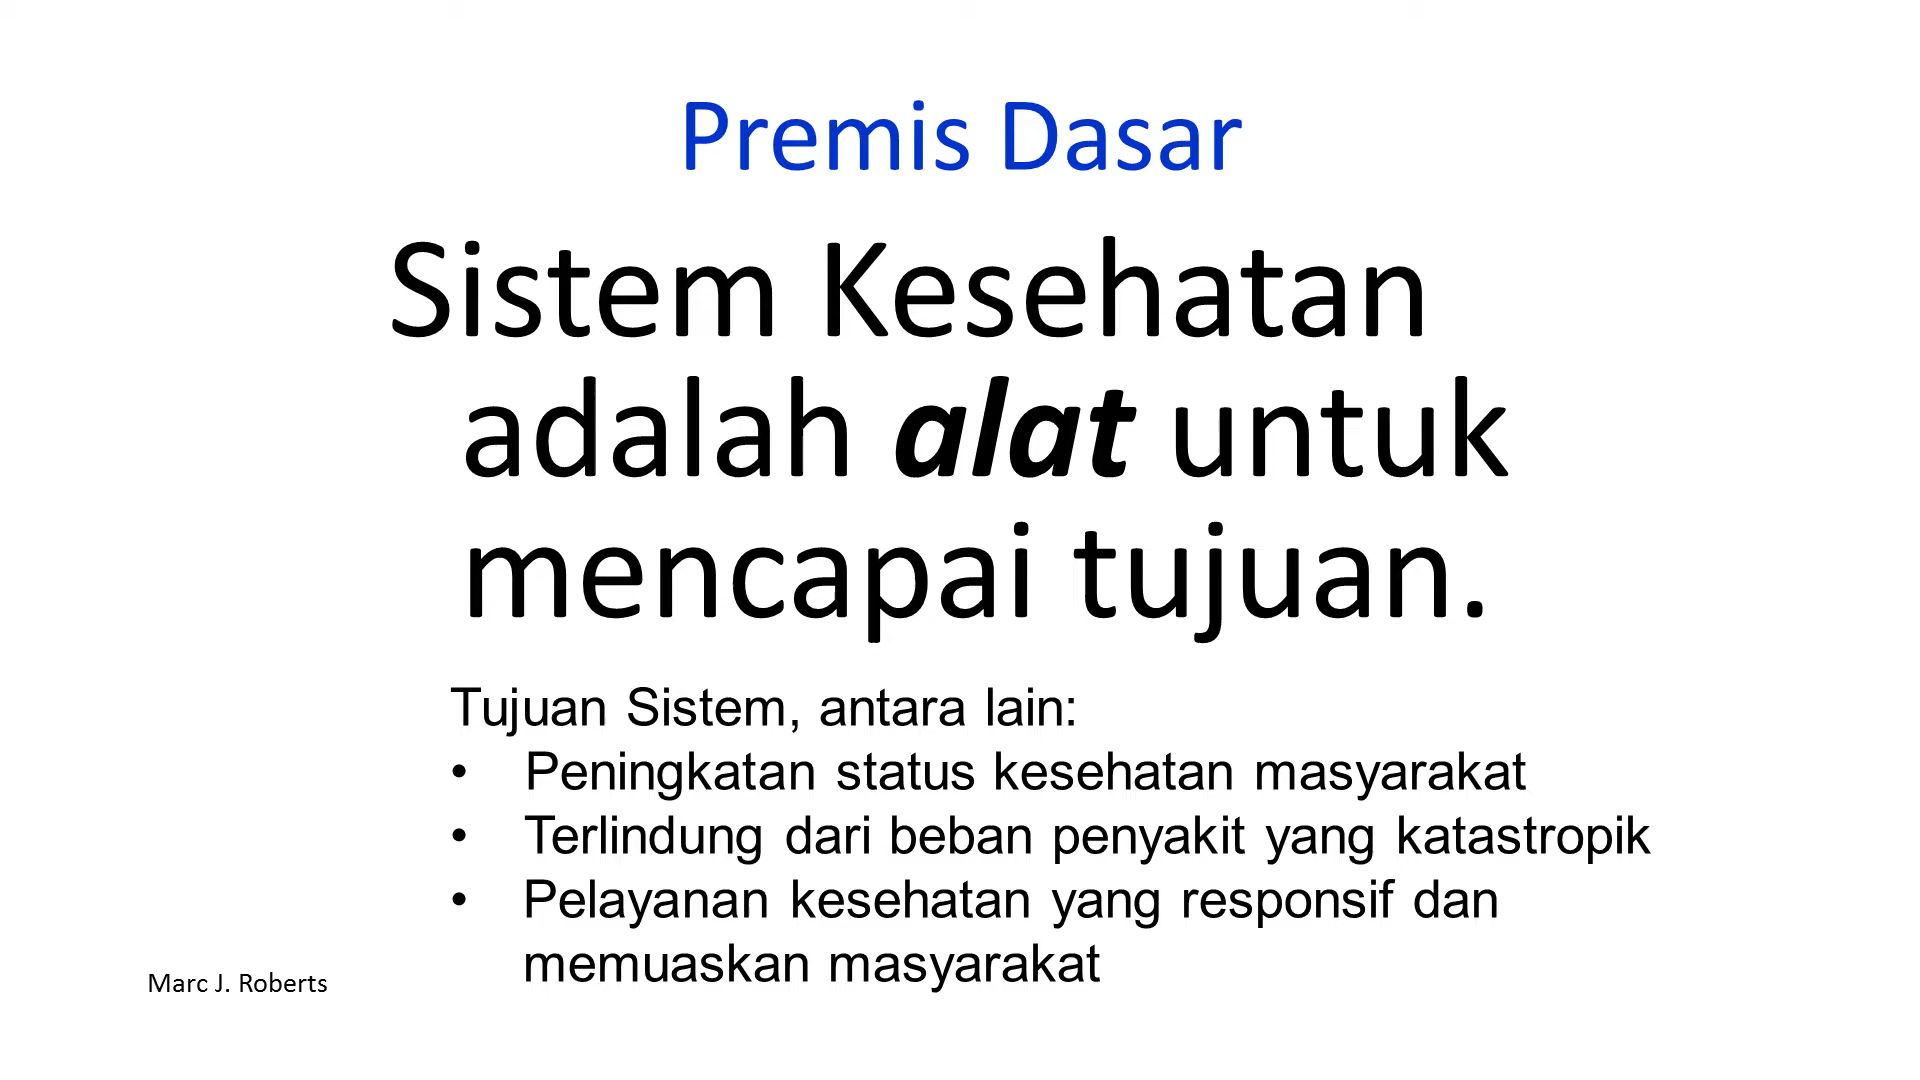 Premis Dasar
Sistem Kesehatan
adalah alat untuk
mencapai tujuan.
Tujuan Sistem, antara lain:
• Peningkatan status kesehatan masyarakat
• Terlindung dari beban penyakit yang katastropik
• Pelayanan kesehatan yang responsif dan
memuaskan masyarakat
Marc J. Roberts